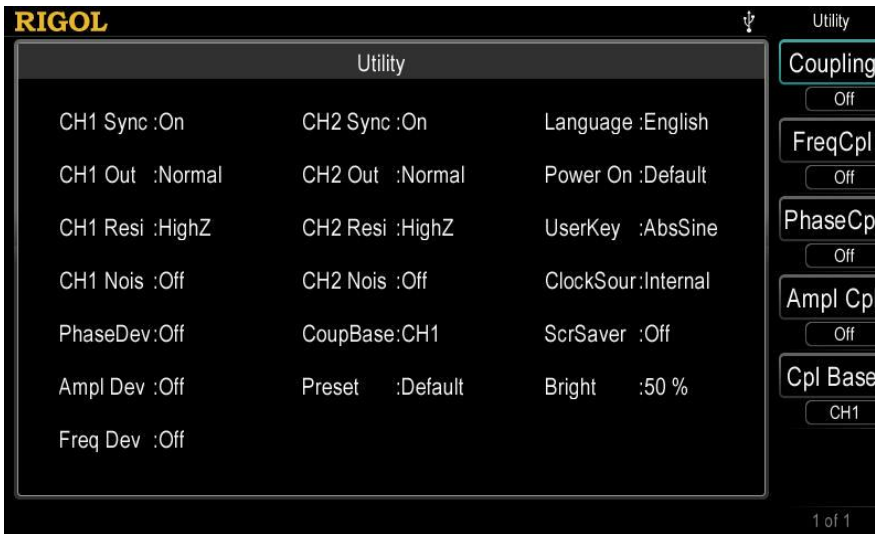 RIGOL
Utility
Utility
CH1 Sync :On
CH2 Sync :On
Language :English
CH1 Out :Normal
CH2 Out :Normal
Power On :Default
CH1 Resi :HighZ
CH2 Resi :HighZ
UserKey :AbsSine
CH1 Nois :Off
CH2 Nois :Off
ClockSour:Internal
PhaseDev:Off
CoupBase:CH1
ScrSaver :Off
Ampl Dev :Off
Preset :Default
Bright :50 %
Freq Dev :Off
Coupling
Off
FreqCpl
Off
PhaseCp
Off
Ampl Cp
Off
Cpl Base
CH1
1 of 1